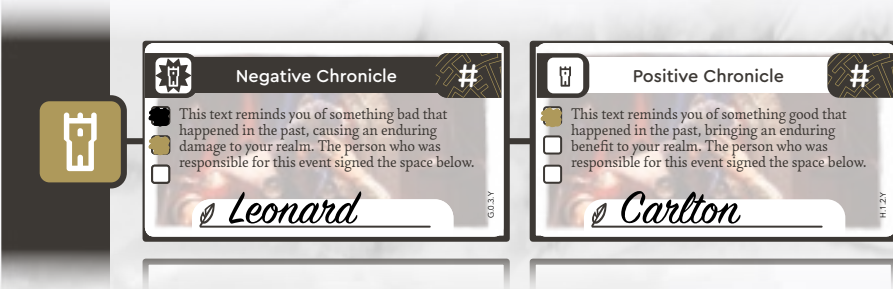 Negative Chronicle
#
This text reminds you of something bad that
happened in the past, causing an enduring
damage to your realm. The person who was
responsible for this event signed the space below.
Leonard
G.0.3.Y
Positive Chronicle
#
This text reminds you of something good that
happened in the past, bringing an enduring
benefit to your realm. The person who was
responsible for this event signed the space below.
Carlton
H.1.2.Y